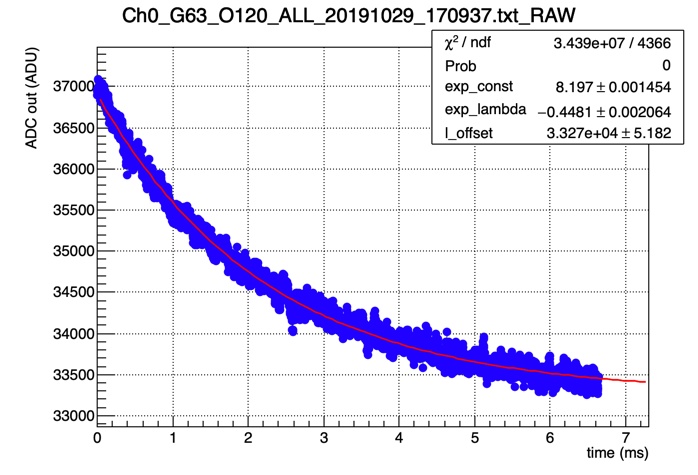 Ch0_G63_O120_ALL_20191029_170937.txt_RAW
χ² / ndf 3.439e+07 / 4366
Prob 0
exp_const 8.197 ± 0.001454
exp_lambda −0.4481 ± 0.002064
l_offset 3.327e+04 ± 5.182
ADC out (ADU)
37000
36500
36000
35500
35000
34500
34000
33500
33000
0 1 2 3 4 5 6 7
time (ms)